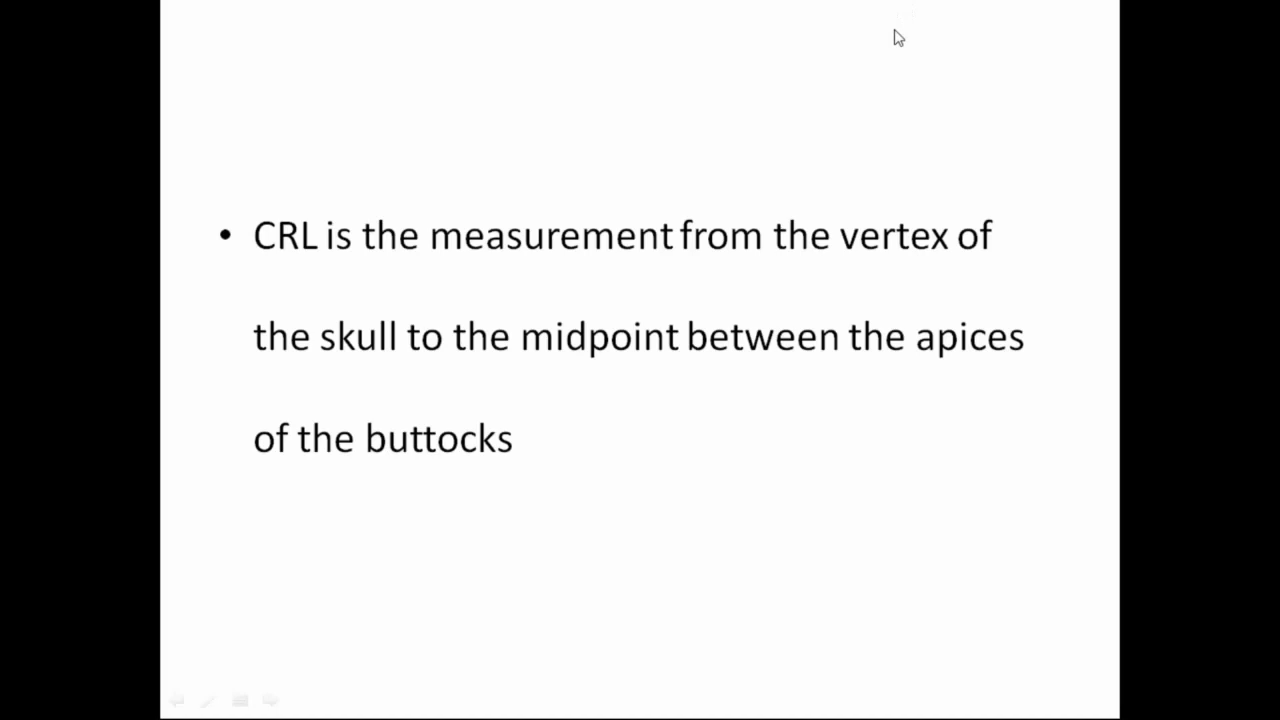 • CRL is the measurement from the vertex of
the skull to the midpoint between the apices
of the buttocks